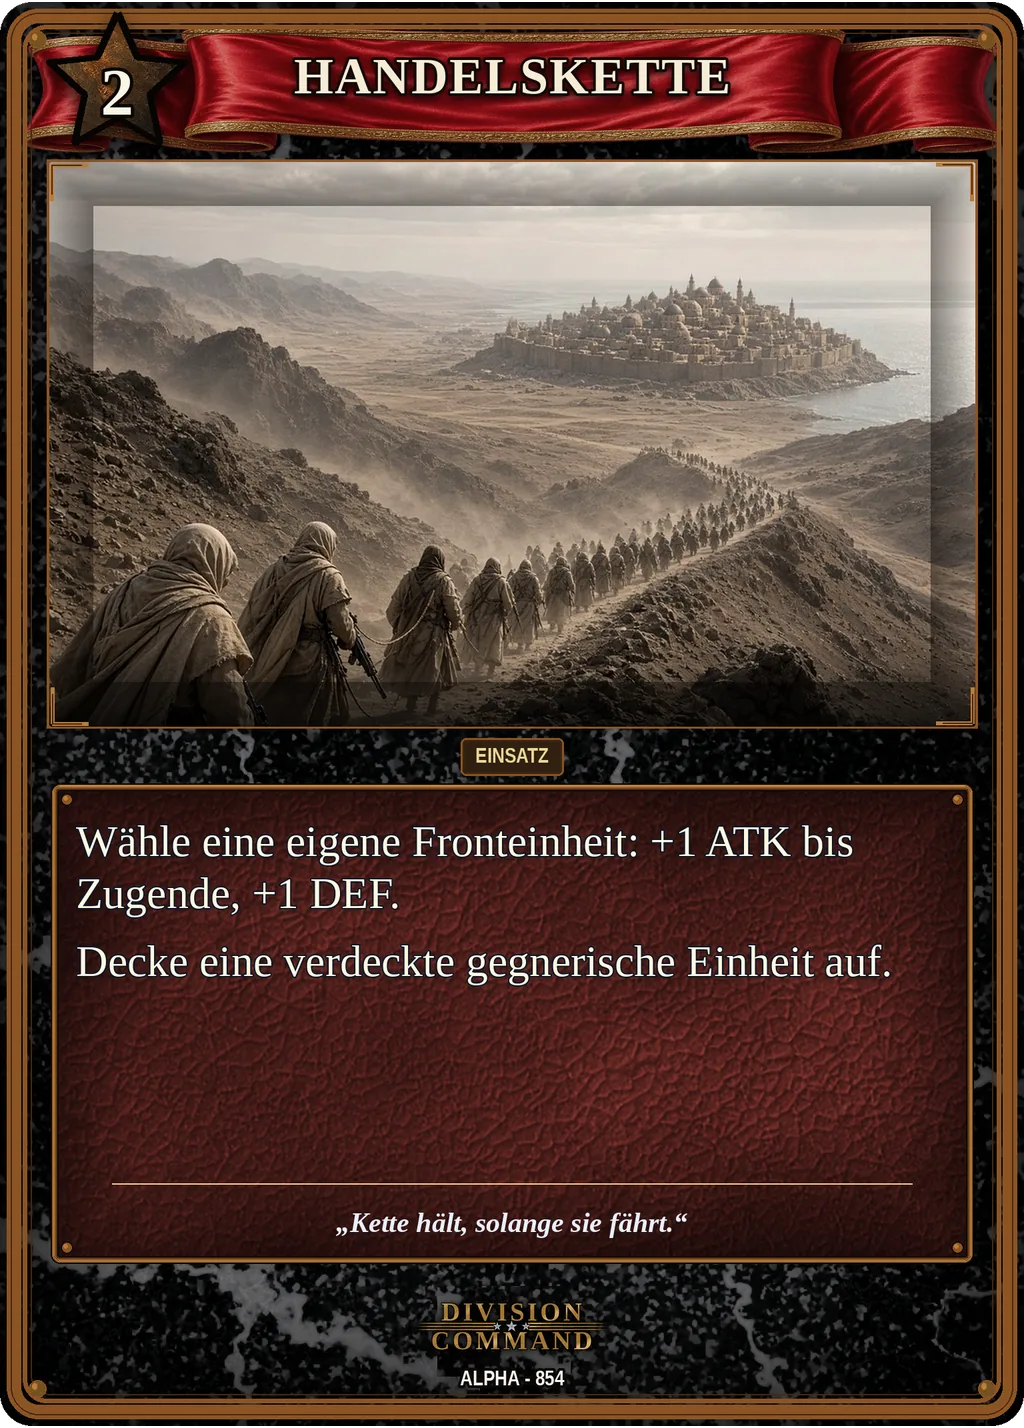 2
HANDELSKETTE
EINSATZ
Wähle eine eigene Fronteinheit: +1 ATK bis
Zugende, +1 DEF.
Decke eine verdeckte gegnerische Einheit auf.
„Kette hält, solange sie fährt.“
DIVISION
COMMAND
ALPHA - 854